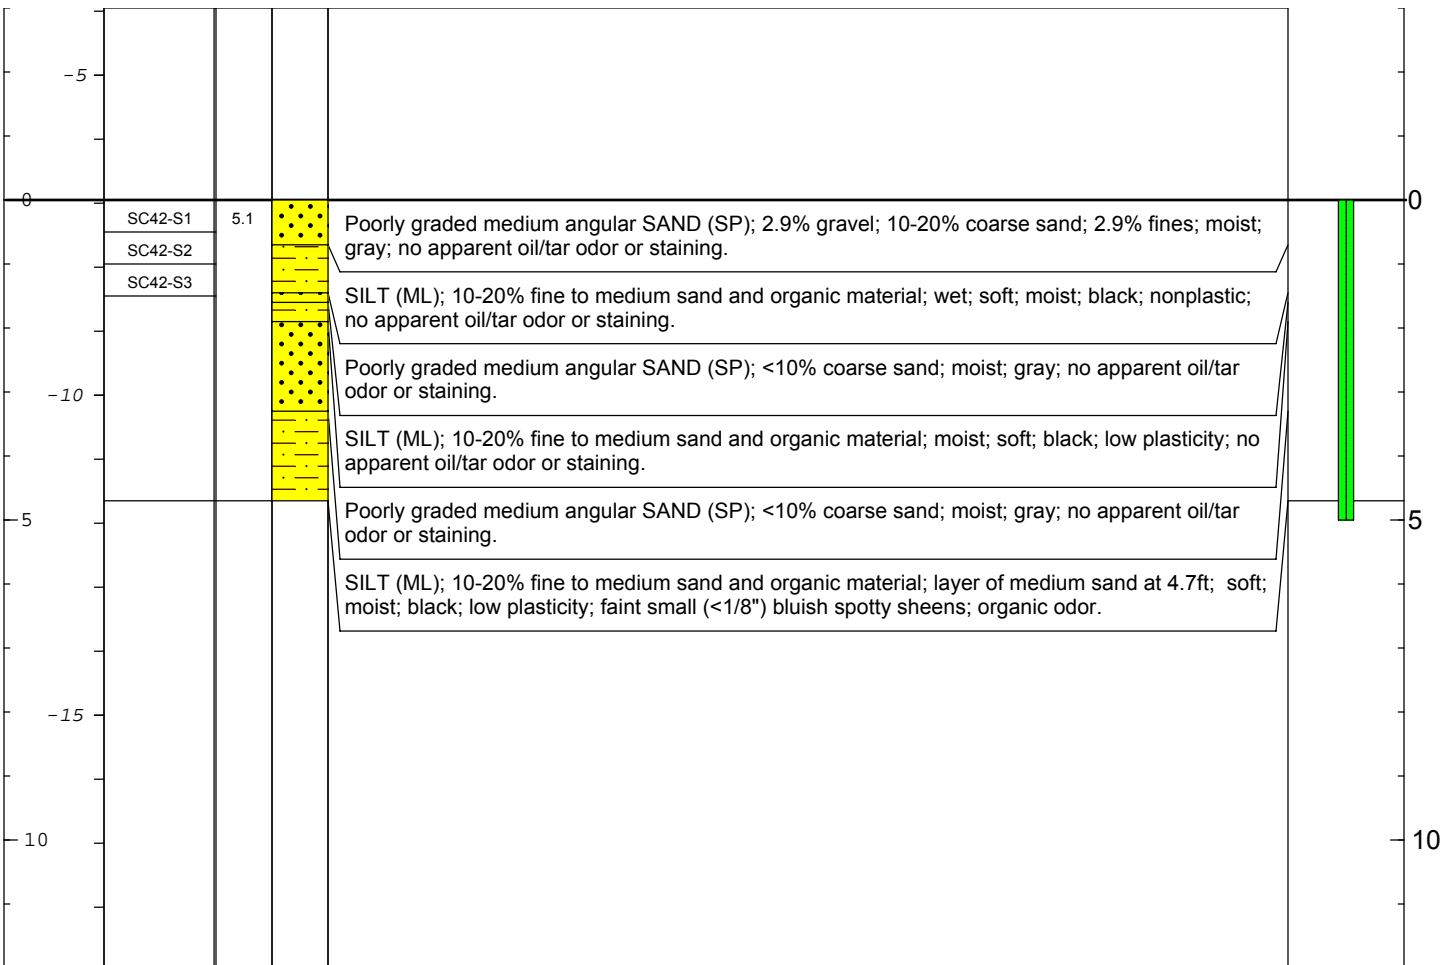 -5
0
0
SC42-S1
5.1
Poorly graded medium angular SAND (SP); 2.9% gravel; 10-20% coarse sand; 2.9% fines; moist;
gray; no apparent oil/tar odor or staining.
SC42-S2
SC42-S3
SILT (ML); 10-20% fine to medium sand and organic material; wet; soft; moist; black; nonplastic;
no apparent oil/tar odor or staining.
Poorly graded medium angular SAND (SP); <10% coarse sand; moist; gray; no apparent oil/tar
odor or staining.
-10
SILT (ML); 10-20% fine to medium sand and organic material; moist; soft; black; low plasticity; no
apparent oil/tar odor or staining.
Poorly graded medium angular SAND (SP); <10% coarse sand; moist; gray; no apparent oil/tar
odor or staining.
5
5
SILT (ML); 10-20% fine to medium sand and organic material; layer of medium sand at 4.7ft;  soft;
moist; black; low plasticity; faint small (<1/8") bluish spotty sheens; organic odor.
-15
10
10